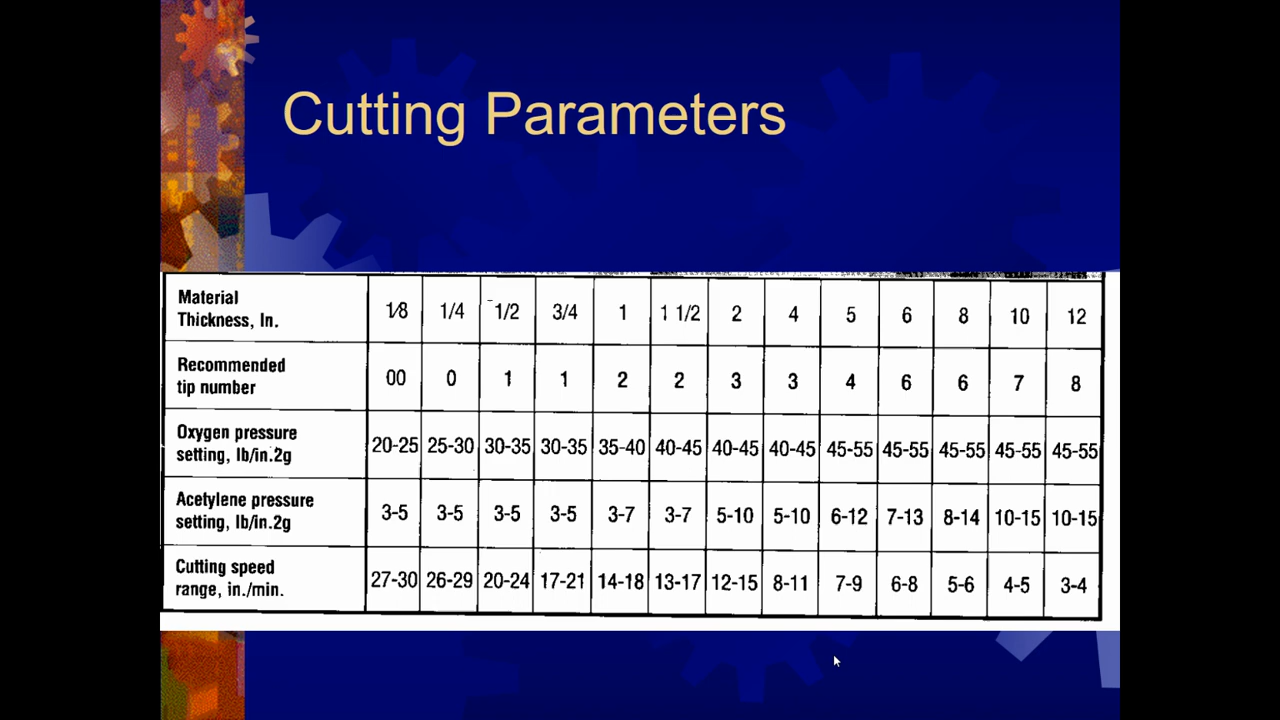 Cutting Parameters
Material
Thickness, In. 1/8 1/4 1/2 3/4 1 1 1/2 2 4 5 6 8 10 12
Recommended
tip number 00 0 1 1 2 2 3 3 4 6 6 7 8
Oxygen pressure
setting, lb/in.2g 20-25 25-30 30-35 30-35 35-40 40-45 40-45 40-45 45-55 45-55 45-55 45-55 45-55
Acetylene pressure
setting, lb/in.2g 3-5 3-5 3-5 3-5 3-7 3-7 5-10 5-10 6-12 7-13 8-14 10-15 10-15
Cutting speed
range, in./min. 27-30 26-29 20-24 17-21 14-18 13-17 12-15 8-11 7-9 6-8 5-6 4-5 3-4